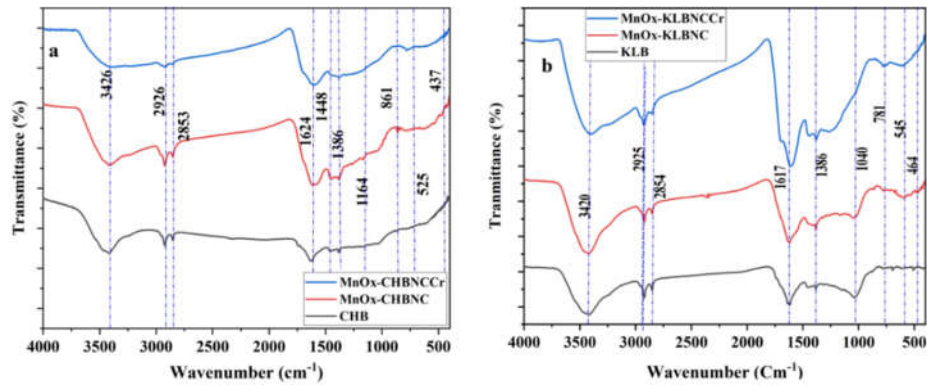 a
Transmittance (%)
3426
2926
2853
1624
1448
1386
1164
861
525
437
MnOx-CHBNCCr
MnOx-CHBNC
CHB
4000 3500 3000 2500 2000 1500 1000 500
Wavenumber (cm-1)
b
MnOx-KLBNCCr
MnOx-KLBNC
KLB
Transmittance (%)
3420
2925
2854
1617
1386
1040
781
545
464
4000 3500 3000 2500 2000 1500 1000 500
Wavenumber (Cm-1)